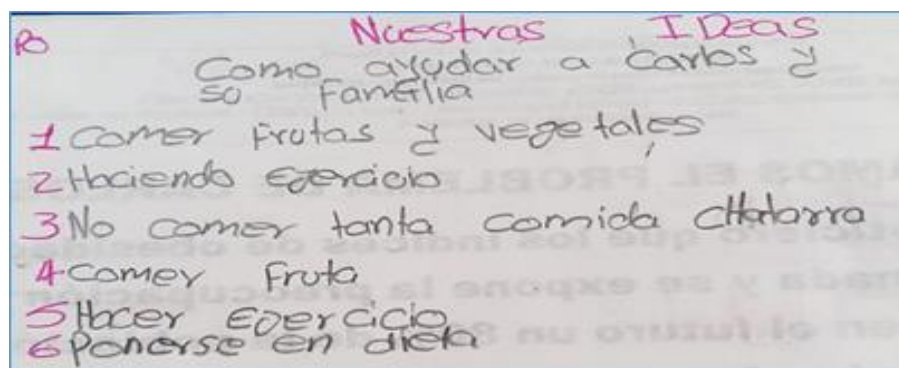 Ro
Nuestras IDeas
Como ayudar a Carlos y
su Familia
1 Comer Frutas y vegetales
2 Haciendo Ejercicio
3 No comer tanta comida cHatarra
4 comer Fruta
5 Hacer Ejercicio
6 Ponerse en dieta